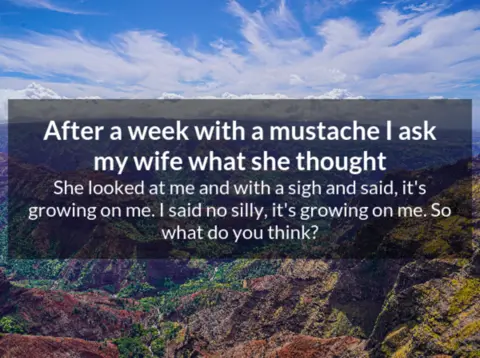 After a week with a mustache I ask
my wife what she thought
She looked at me and with a sigh and said, it's
growing on me. I said no silly, it's growing on me. So
what do you think?